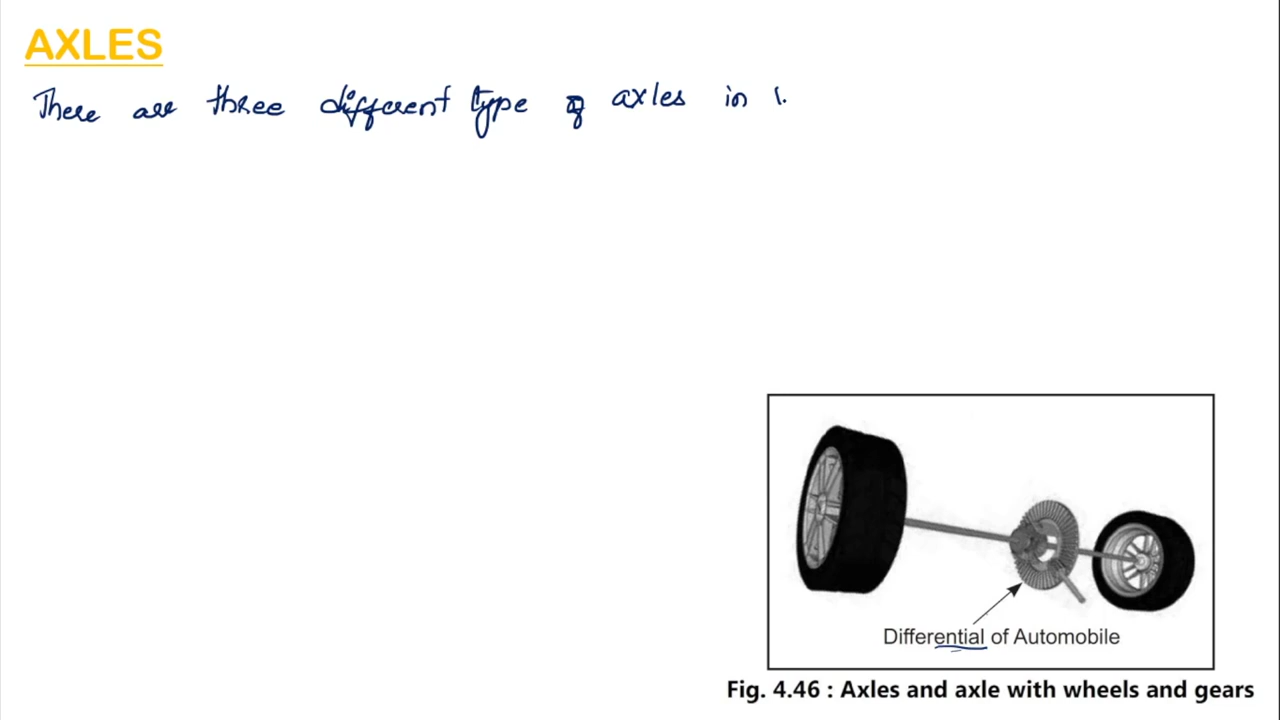 AXLES
There are three different type of axles in
Differential of Automobile
Fig. 4.46 : Axles and axle with wheels and gears